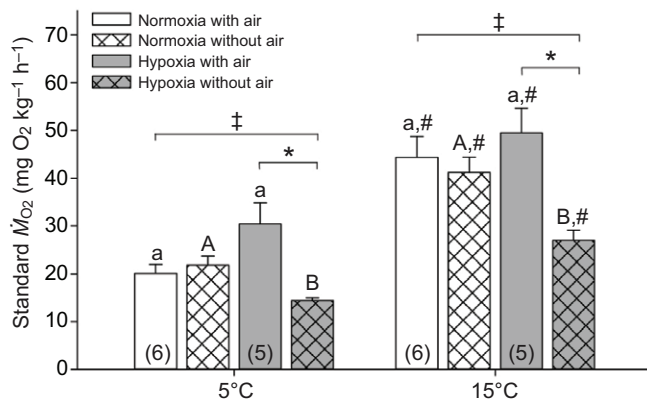 Standard ṀO2 (mg O2 kg–1 h–1)
70
60
50
40
30
20
10
0
Normoxia with air
Normoxia without air
Hypoxia with air
Hypoxia without air
‡
*
a
A
a
B
(6)
(5)
5°C
‡
*
a,#
A,#
a,#
B,#
(6)
(5)
15°C